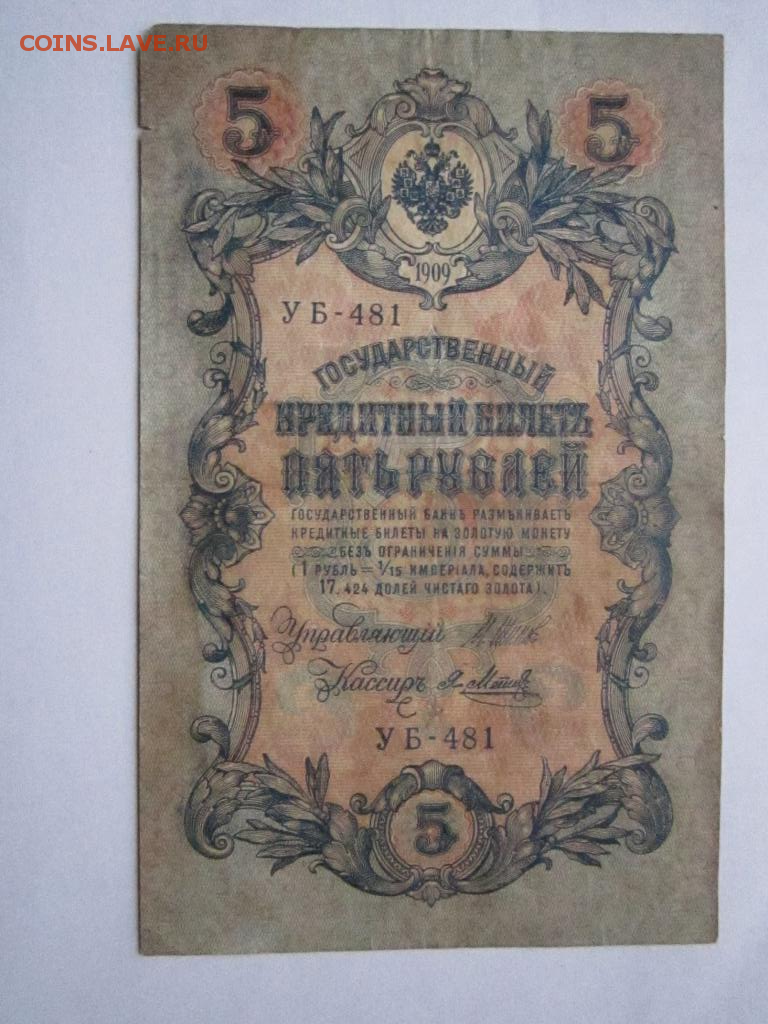 COINS.LAVE.РУ
5 5
1909
УБ-481
ГОСУДАРСТВЕННЫЙ
КРЕДИТНЫЙ БИЛЕТЪ
ПЯТЬ РУБЛЕЙ
ГОСУДАРСТВЕННЫЙ БАНКЪ РАЗМѢНИВАЕТЪ
КРЕДИТНЫЕ БИЛЕТЫ НА ЗОЛОТУЮ МОНЕТУ
БЕЗЪ ОГРАНИЧЕНІЯ СУММЫ
(1 РУБЛЬ = 1/15 ИМПЕРІАЛА, СОДЕРЖИТЪ
17,424 ДОЛЕЙ ЧИСТАГО ЗОЛОТА).
Управляющій
Кассиръ Я. Метцъ
УБ-481
5